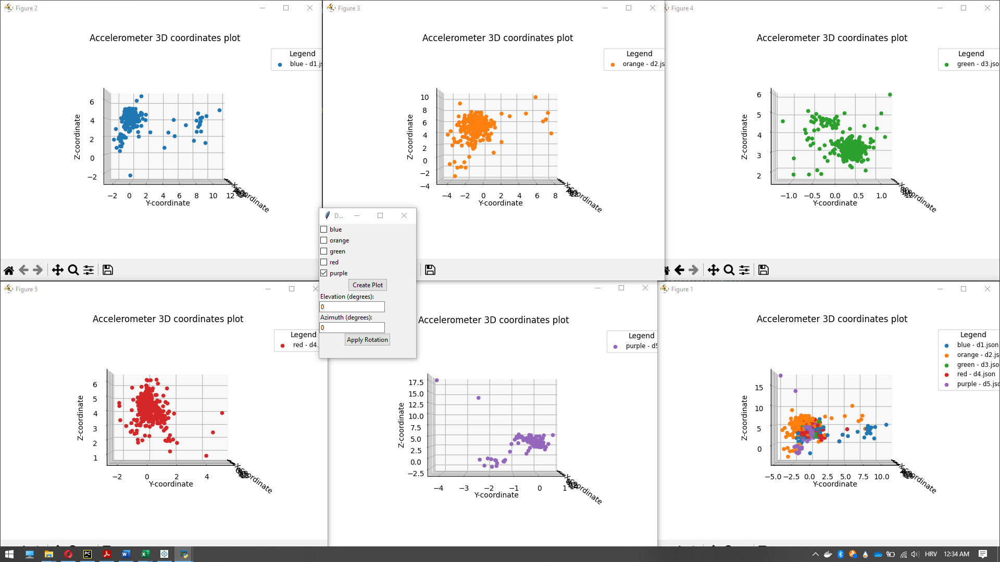 Figure 2
Accelerometer 3D coordinates plot
Legend
blue - d1.js
6
4
2
0
−2
Z-coordinate
−2 0 2 4 6 8 10 12
Y-coordinate
X-coordinate
Figure 3
Accelerometer 3D coordinates plot
Legend
orange - d2.js
10
8
6
4
2
0
−2
−4
Z-coordinate
−4 −2 0 2 4 6 8
Y-coordinate
X-coordinate
Figure 4
Accelerometer 3D coordinates plot
Legend
green - d3.jso
6
5
4
3
2
Z-coordinate
−1.0 −0.5 0.0 0.5 1.0
Y-coordinate
X-coordinate
D...
blue
orange
green
red
purple
Create Plot
Elevation (degrees):
0
Azimuth (degrees):
0
Apply Rotation
Figure 5
Accelerometer 3D coordinates plot
Legend
red - d4.
6
5
4
3
2
1
Z-coordinate
−2 0 2 4
Y-coordinate
X-coordinate
Accelerometer 3D coordinates plot
Legend
purple - d5
17.5
15.0
12.5
10.0
7.5
5.0
2.5
0.0
−2.5
Z-coordinate
−4 −3 −2 −1 0 1
Y-coordinate
X-coordinate
Figure 1
Accelerometer 3D coordinates plot
Legend
blue - d1.json
orange - d2.js
green - d3.json
red - d4.json
purple - d5.jso
15
10
5
0
Z-coordinate
−5.0 −2.5 0.0 2.5 5.0 7.5 10.0
Y-coordinate
X-coordinate
PC
HRV
12:34 AM